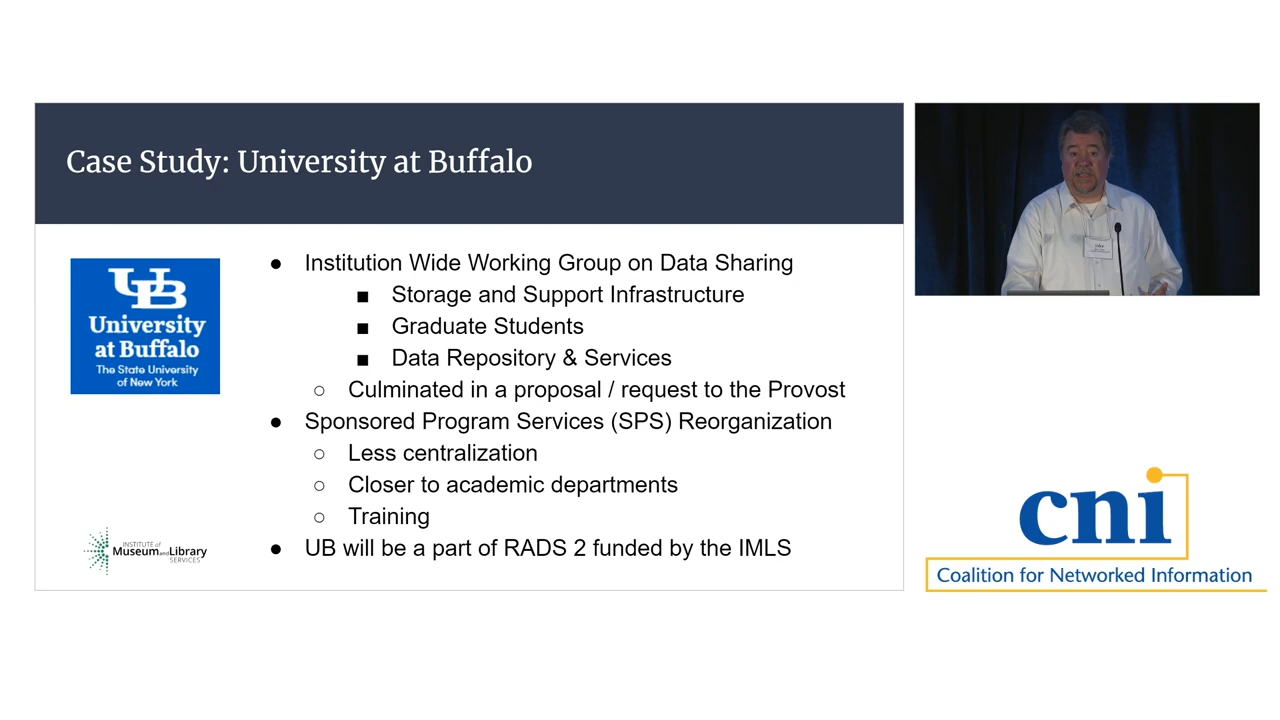 Case Study: University at Buffalo
UB
University
at Buffalo
The State University
of New York
● Institution Wide Working Group on Data Sharing
■ Storage and Support Infrastructure
■ Graduate Students
■ Data Repository & Services
○ Culminated in a proposal / request to the Provost
● Sponsored Program Services (SPS) Reorganization
○ Less centralization
○ Closer to academic departments
○ Training
● UB will be a part of RADS 2 funded by the IMLS
INSTITUTE of
Museum and Library
SERVICES
cni
Coalition for Networked Information